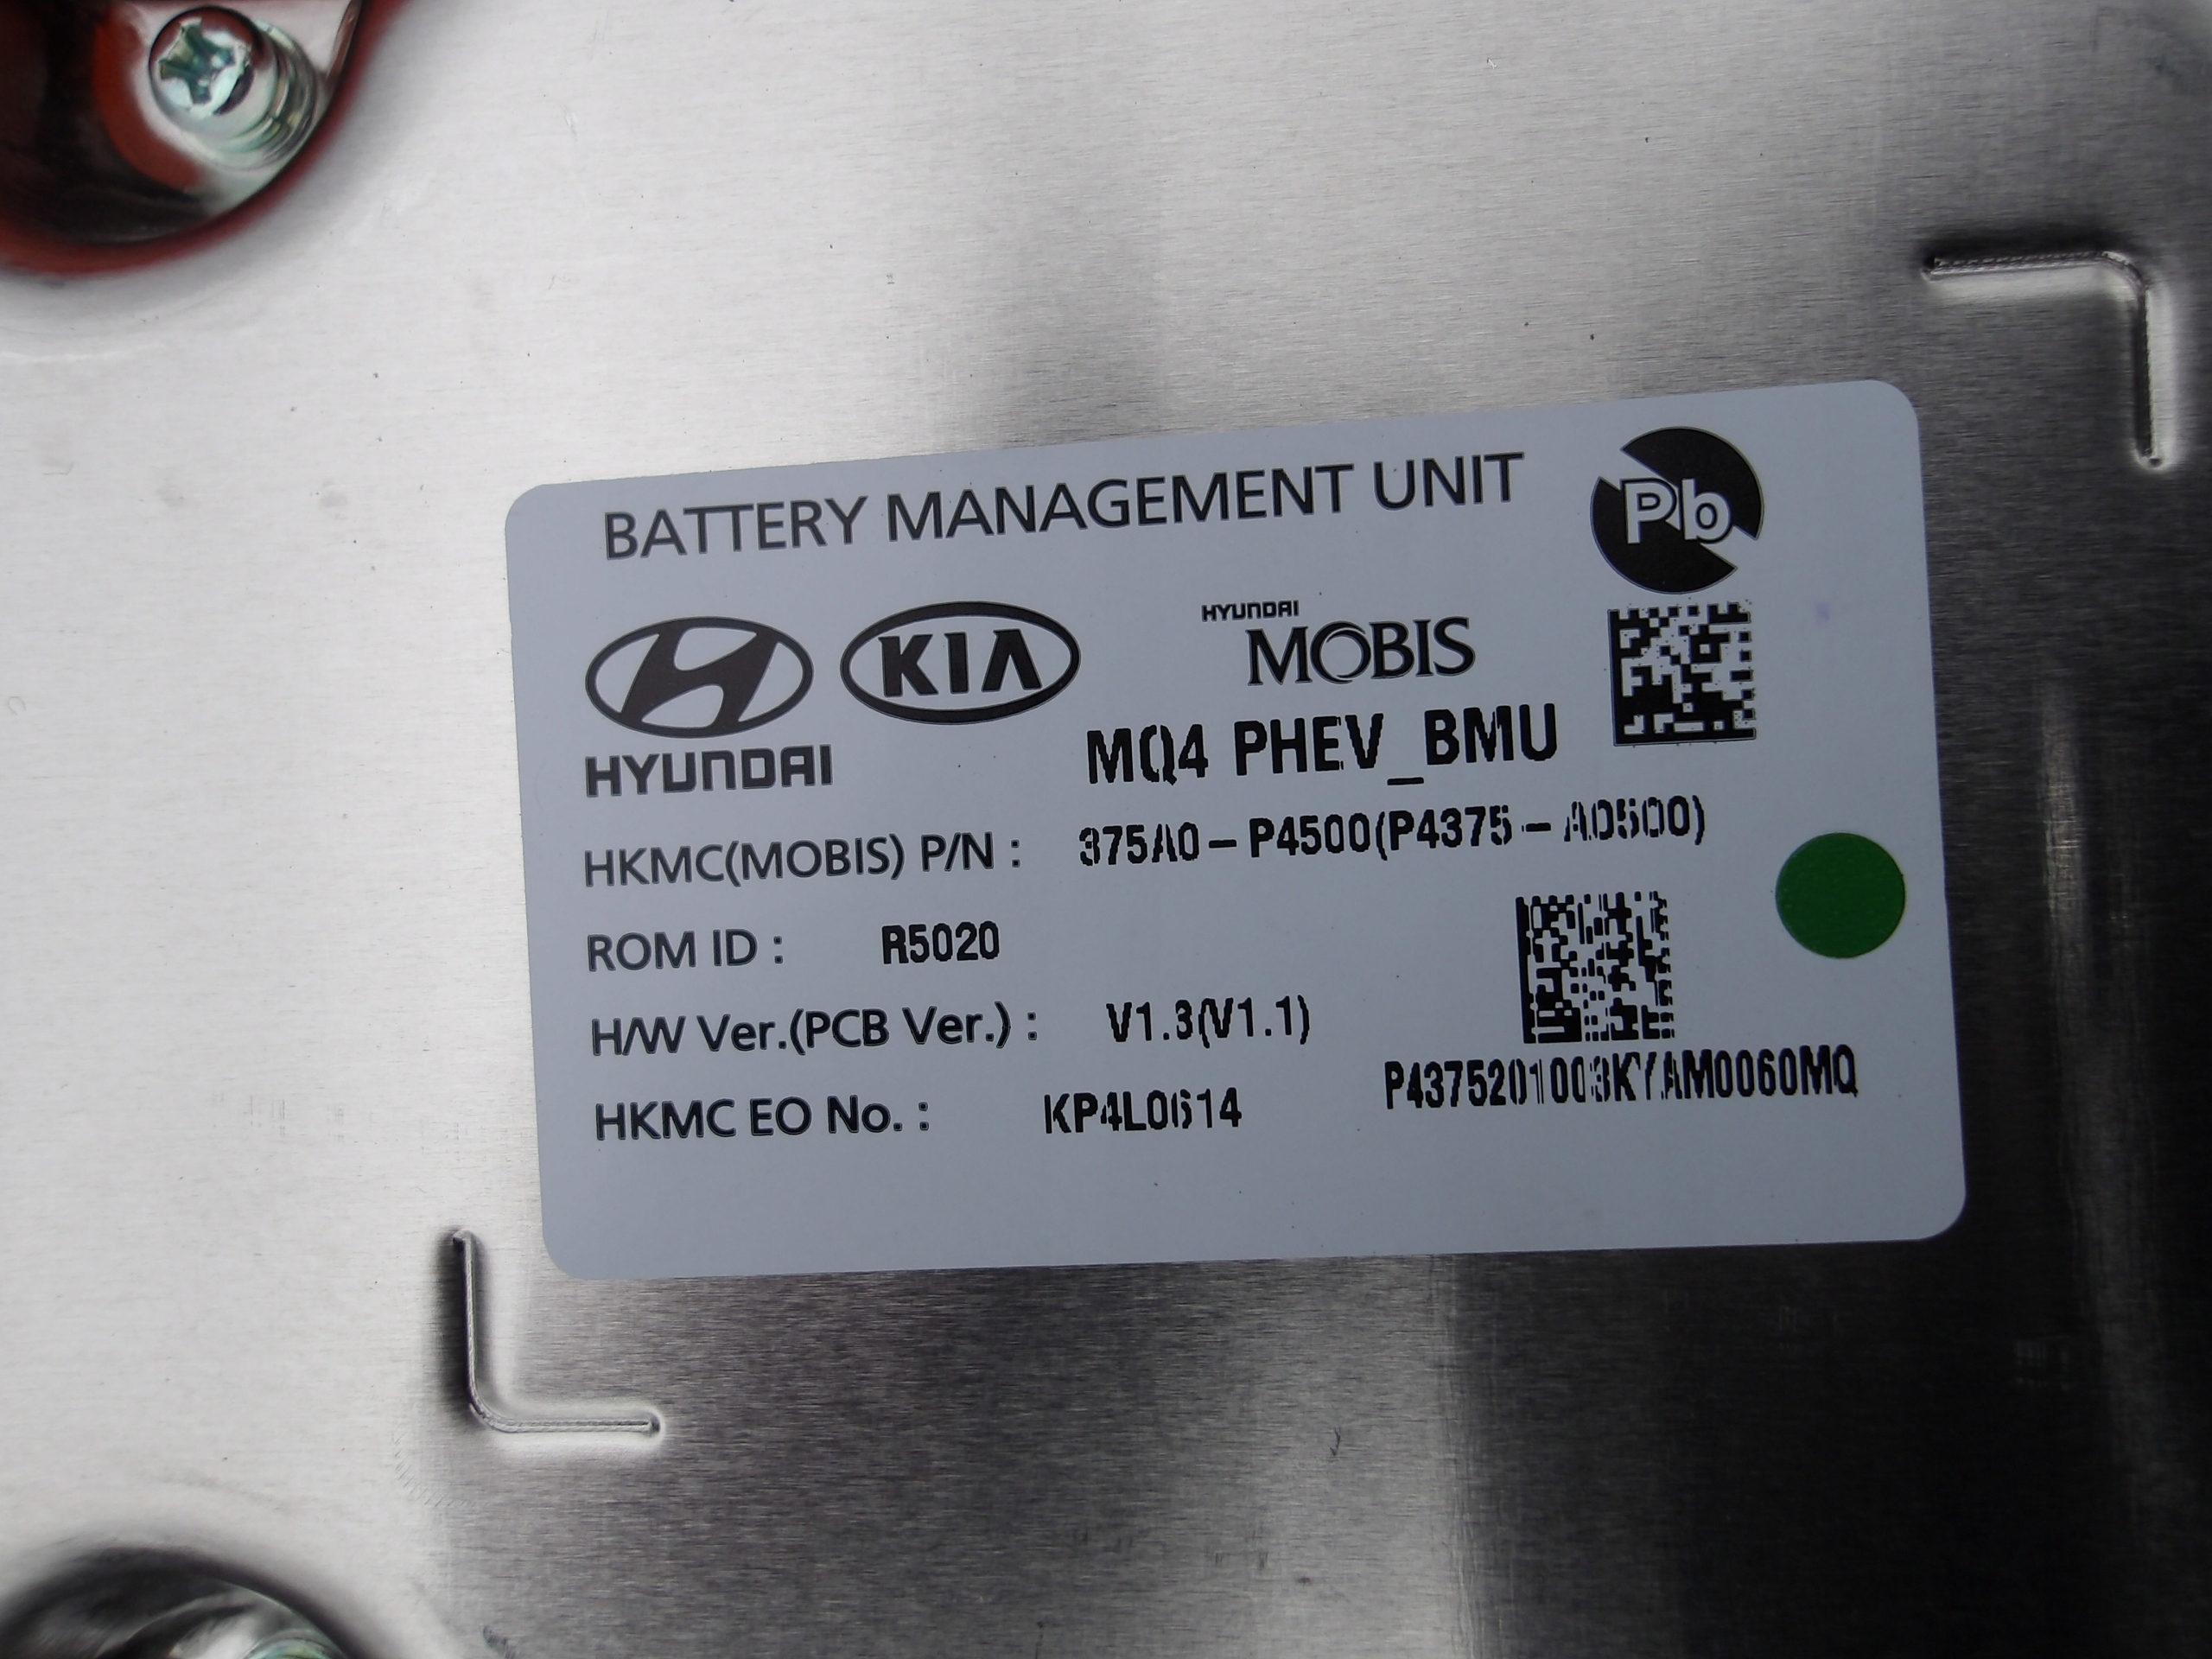 BATTERY MANAGEMENT UNIT
Pb
HYUNDAI
KIA
HYUNDAI
MOBIS
MQ4 PHEV_BMU
HKMC(MOBIS) P/N : 375A0-P4500(P4375-A0500)
ROM ID : R5020
H/W Ver.(PCB Ver.) : V1.3(V1.1)
HKMC EO No. : KP4L0614